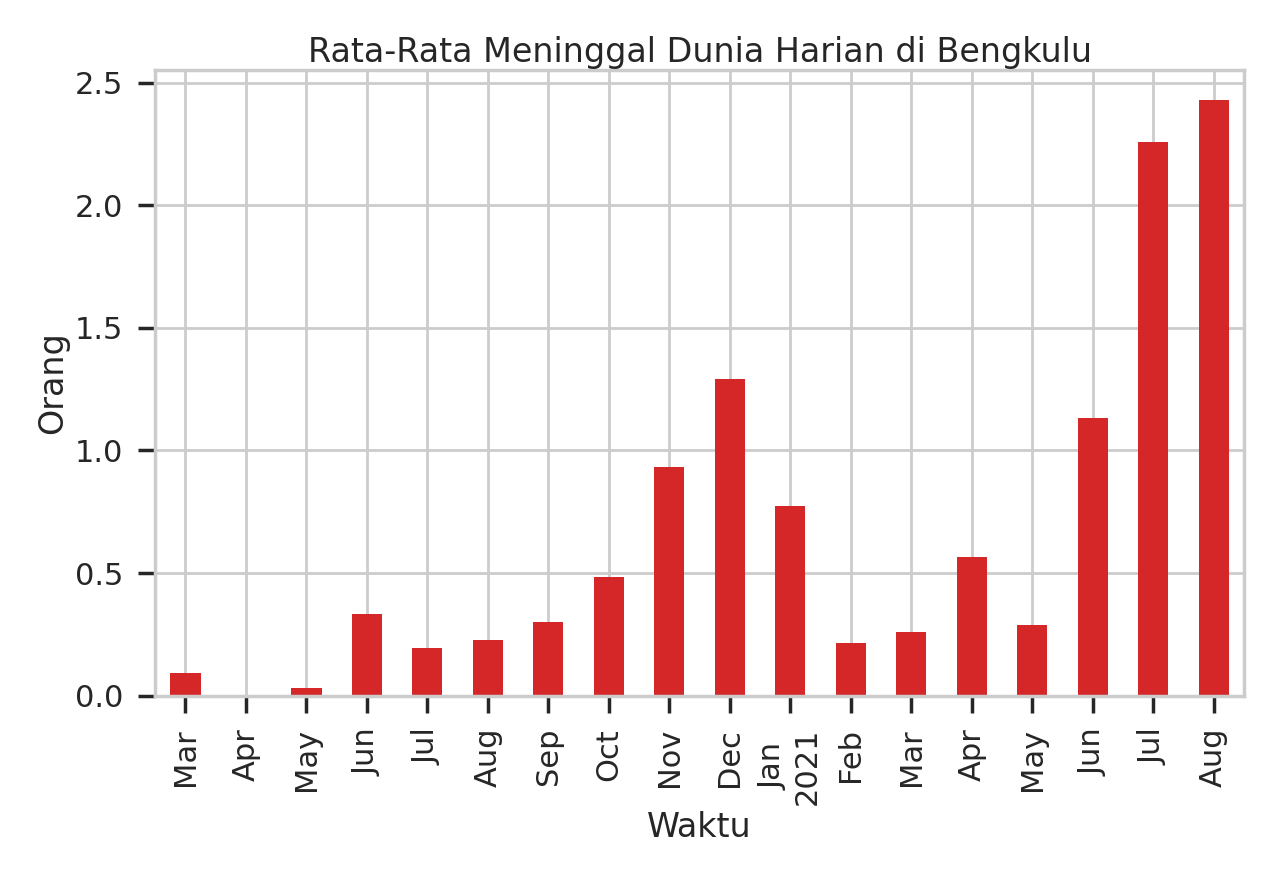 Rata-Rata Meninggal Dunia Harian di Bengkulu
2.5
2.0
1.5
1.0
0.5
0.0
Orang
Mar
Apr
May
Jun
Jul
Aug
Sep
Oct
Nov
Dec
Jan
2021
Feb
Mar
Apr
May
Jun
Jul
Aug
Waktu